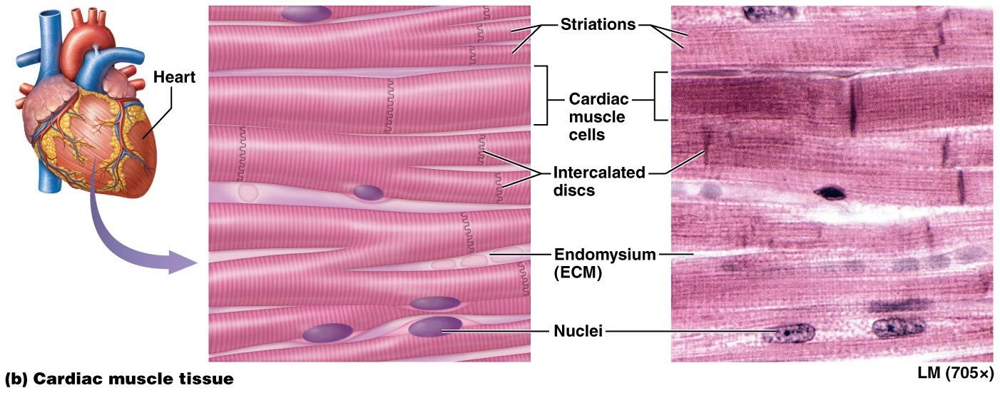 Heart
Striations
Cardiac
muscle
cells
Intercalated
discs
Endomysium
(ECM)
Nuclei
(b) Cardiac muscle tissue
LM (705×)